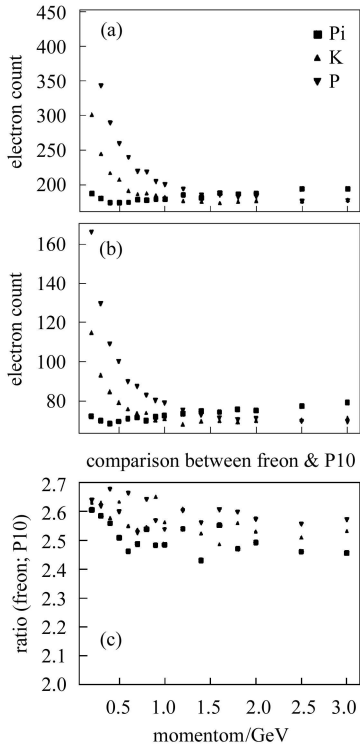 450
400
350
300
250
200
150
electron count
(a)
Pi
K
P
160
140
120
100
80
electron count
(b)
comparison between freon & P10
2.7
2.6
2.5
2.4
2.3
2.2
2.1
2.0
ratio (freon; P10)
(c)
0.5 1.0 1.5 2.0 2.5 3.0
momentom/GeV